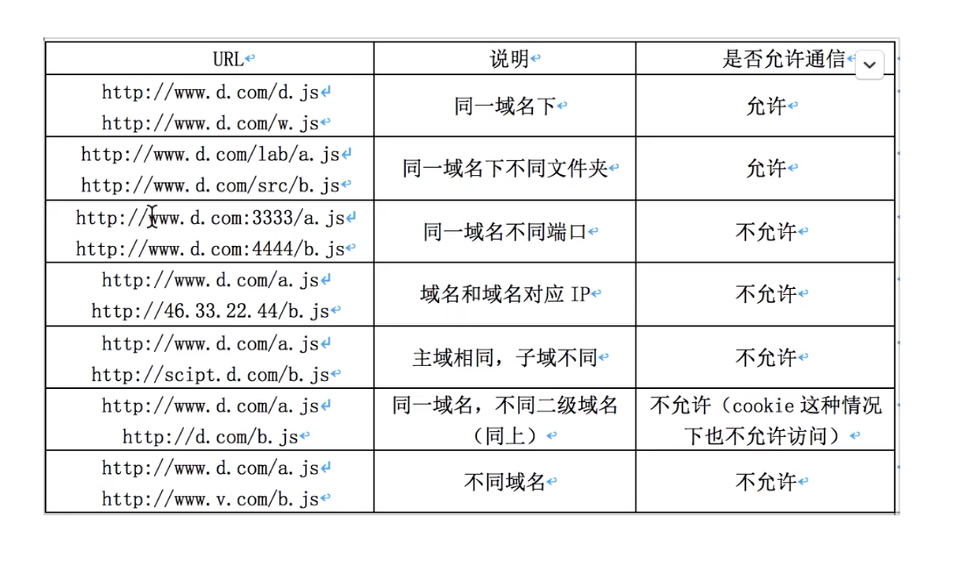 URL 说明 是否允许通信
http://www.d.com/d.js
http://www.d.com/w.js
同一域名下
允许
http://www.d.com/lab/a.js
http://www.d.com/src/b.js
同一域名下不同文件夹
允许
http://www.d.com:3333/a.js
http://www.d.com:4444/b.js
同一域名不同端口
不允许
http://www.d.com/a.js
http://46.33.22.44/b.js
域名和域名对应 IP
不允许
http://www.d.com/a.js
http://scipt.d.com/b.js
主域相同，子域不同
不允许
http://www.d.com/a.js
http://d.com/b.js
同一域名，不同二级域名
（同上）
不允许（cookie 这种情况
下也不允许访问）
http://www.d.com/a.js
http://www.v.com/b.js
不同域名
不允许